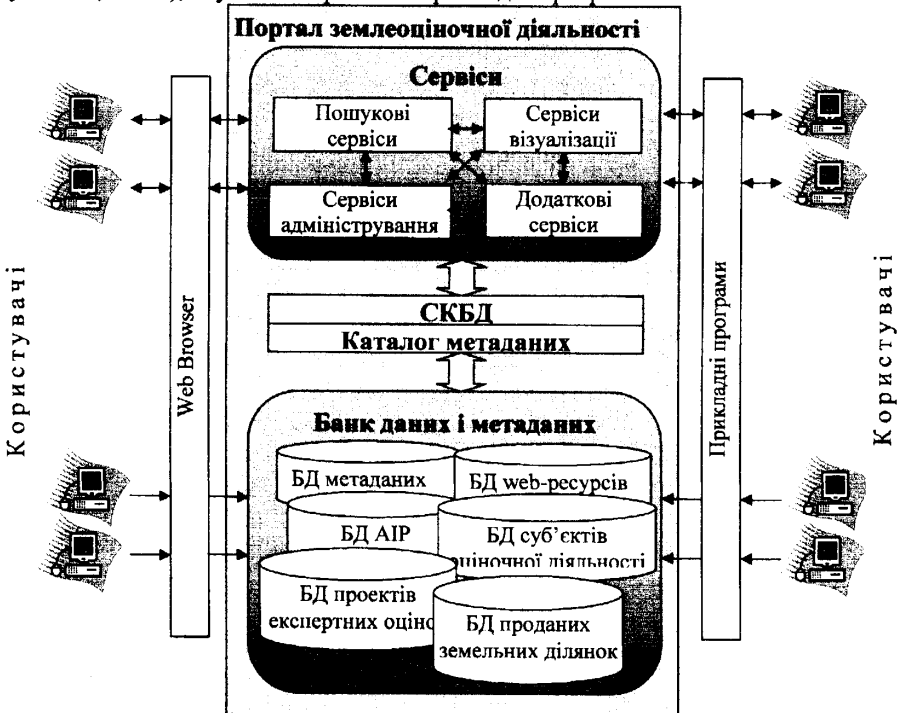 Портал землеоціночної діяльності
Сервіси
Пошукові
сервіси
Сервіси
візуалізації
Сервіси
адміністрування
Додаткові
сервіси
СКБД
Каталог метаданих
Банк даних і метаданих
БД метаданих
БД web-ресурсів
БД АІР
БД суб’єктів
оціночної діяльності
БД проектів
експертних оціно
БД проданих
земельних ділянок
Користувачі
Web Browser
Прикладні програми
Користувачі